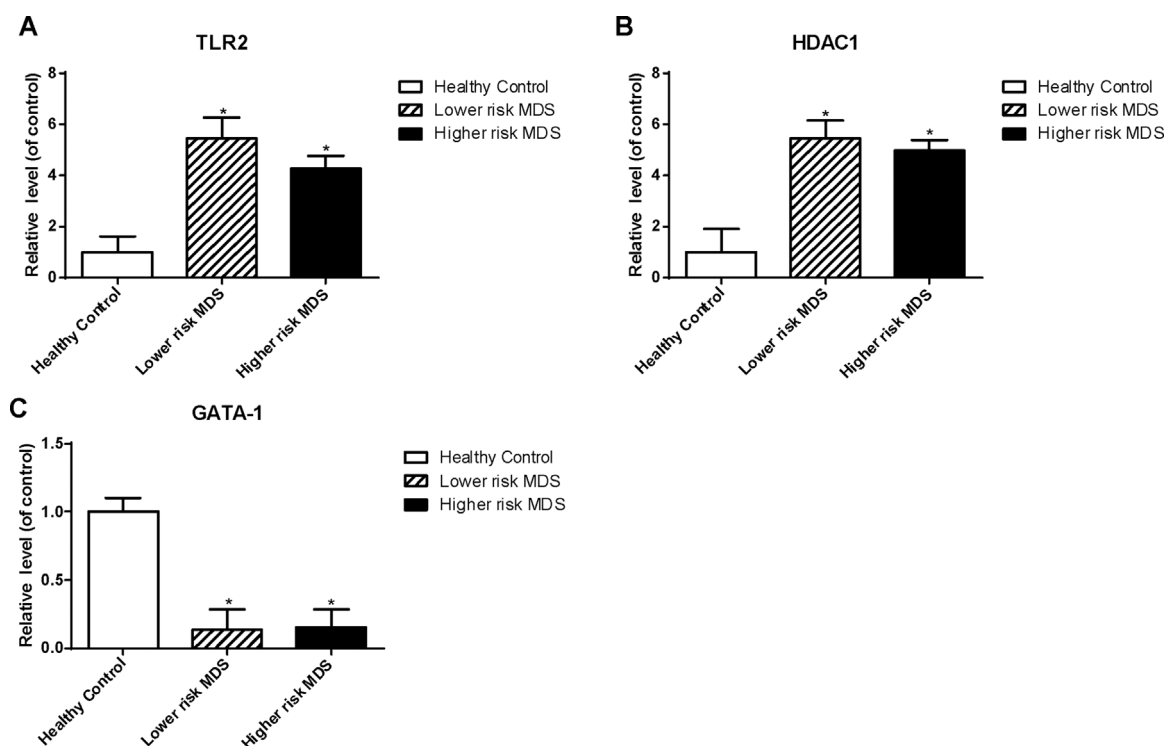 A
TLR2
Relative level (of control)
8
6
4
2
0
*
*
Healthy Control
Lower risk MDS
Higher risk MDS
Healthy Control
Lower risk MDS
Higher risk MDS
B
HDAC1
Relative level (of control)
8
6
4
2
0
*
*
Healthy Control
Lower risk MDS
Higher risk MDS
Healthy Control
Lower risk MDS
Higher risk MDS
C
GATA-1
Relative level (of control)
1.5
1.0
0.5
0.0
*
*
Healthy Control
Lower risk MDS
Higher risk MDS
Healthy Control
Lower risk MDS
Higher risk MDS